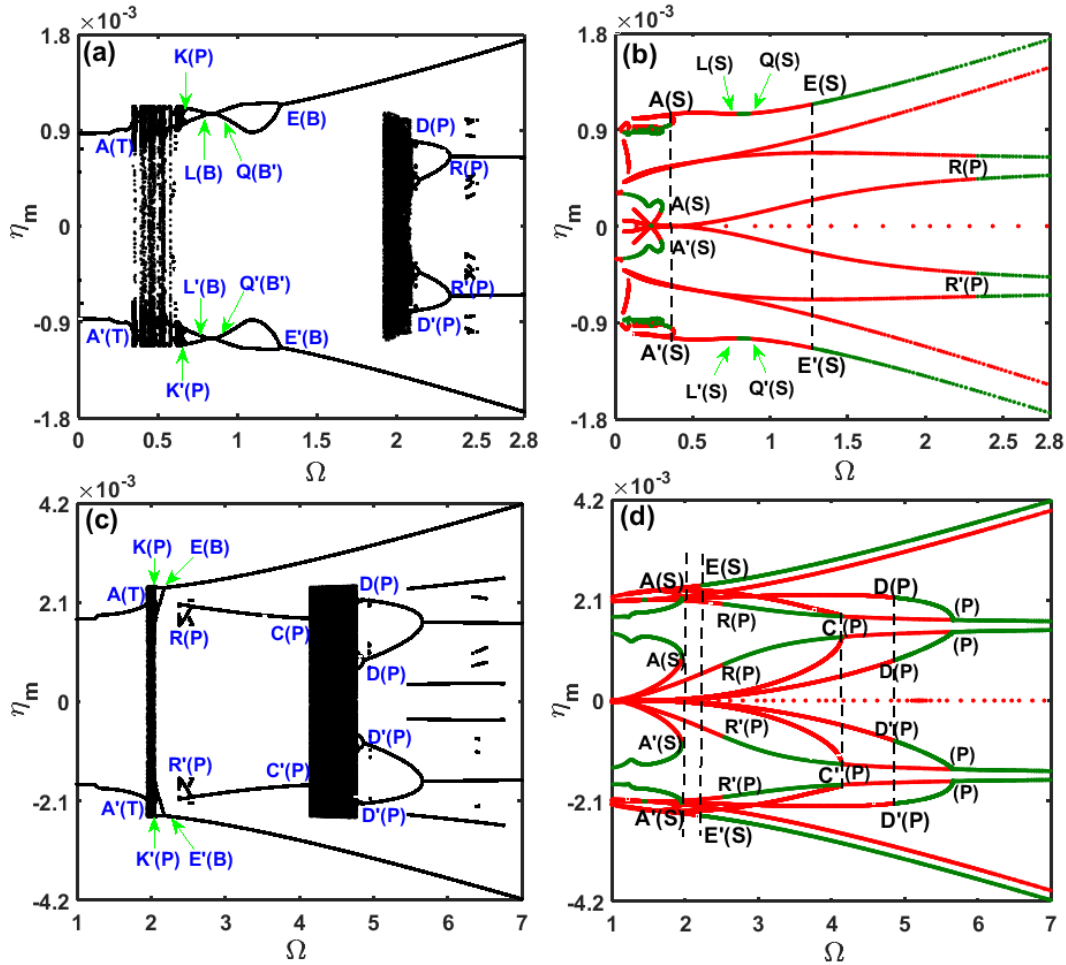 ×10⁻³
1.8
0.9
0
-0.9
-1.8
η_m
(a)
K(P)
A(T)
L(B)
Q(B')
E(B)
D(P)
R(P)
L'(B)
Q'(B')
R'(P)
A'(T)
E'(B)
D'(P)
K'(P)
0 0.5 1 1.5 2 2.5 2.8
Ω
×10⁻³
1.8
0.9
0
-0.9
-1.8
η_m
(b)
L(S)
Q(S)
E(S)
A(S)
R(P)
A(S)
A'(S)
R'(P)
A'(S)
E'(S)
L'(S)
Q'(S)
0 0.5 1 1.5 2 2.5 2.8
Ω
×10⁻³
4.2
2.1
0
-2.1
-4.2
η_m
(c)
K(P)
E(B)
A(T)
D(P)
R(P)
C(P)
D(P)
D'(P)
R'(P)
C'(P)
A'(T)
D'(P)
K'(P)
E'(B)
1 2 3 4 5 6 7
Ω
×10⁻³
4.2
2.1
0
-2.1
-4.2
η_m
(d)
E(S)
A(S)
D(P)
(P)
R(P)
C(P)
(P)
A(S)
R(P)
D(P)
A'(S)
R'(P)
D'(P)
(P)
C'(P)
R'(P)
(P)
A'(S)
D'(P)
E'(S)
1 2 3 4 5 6 7
Ω